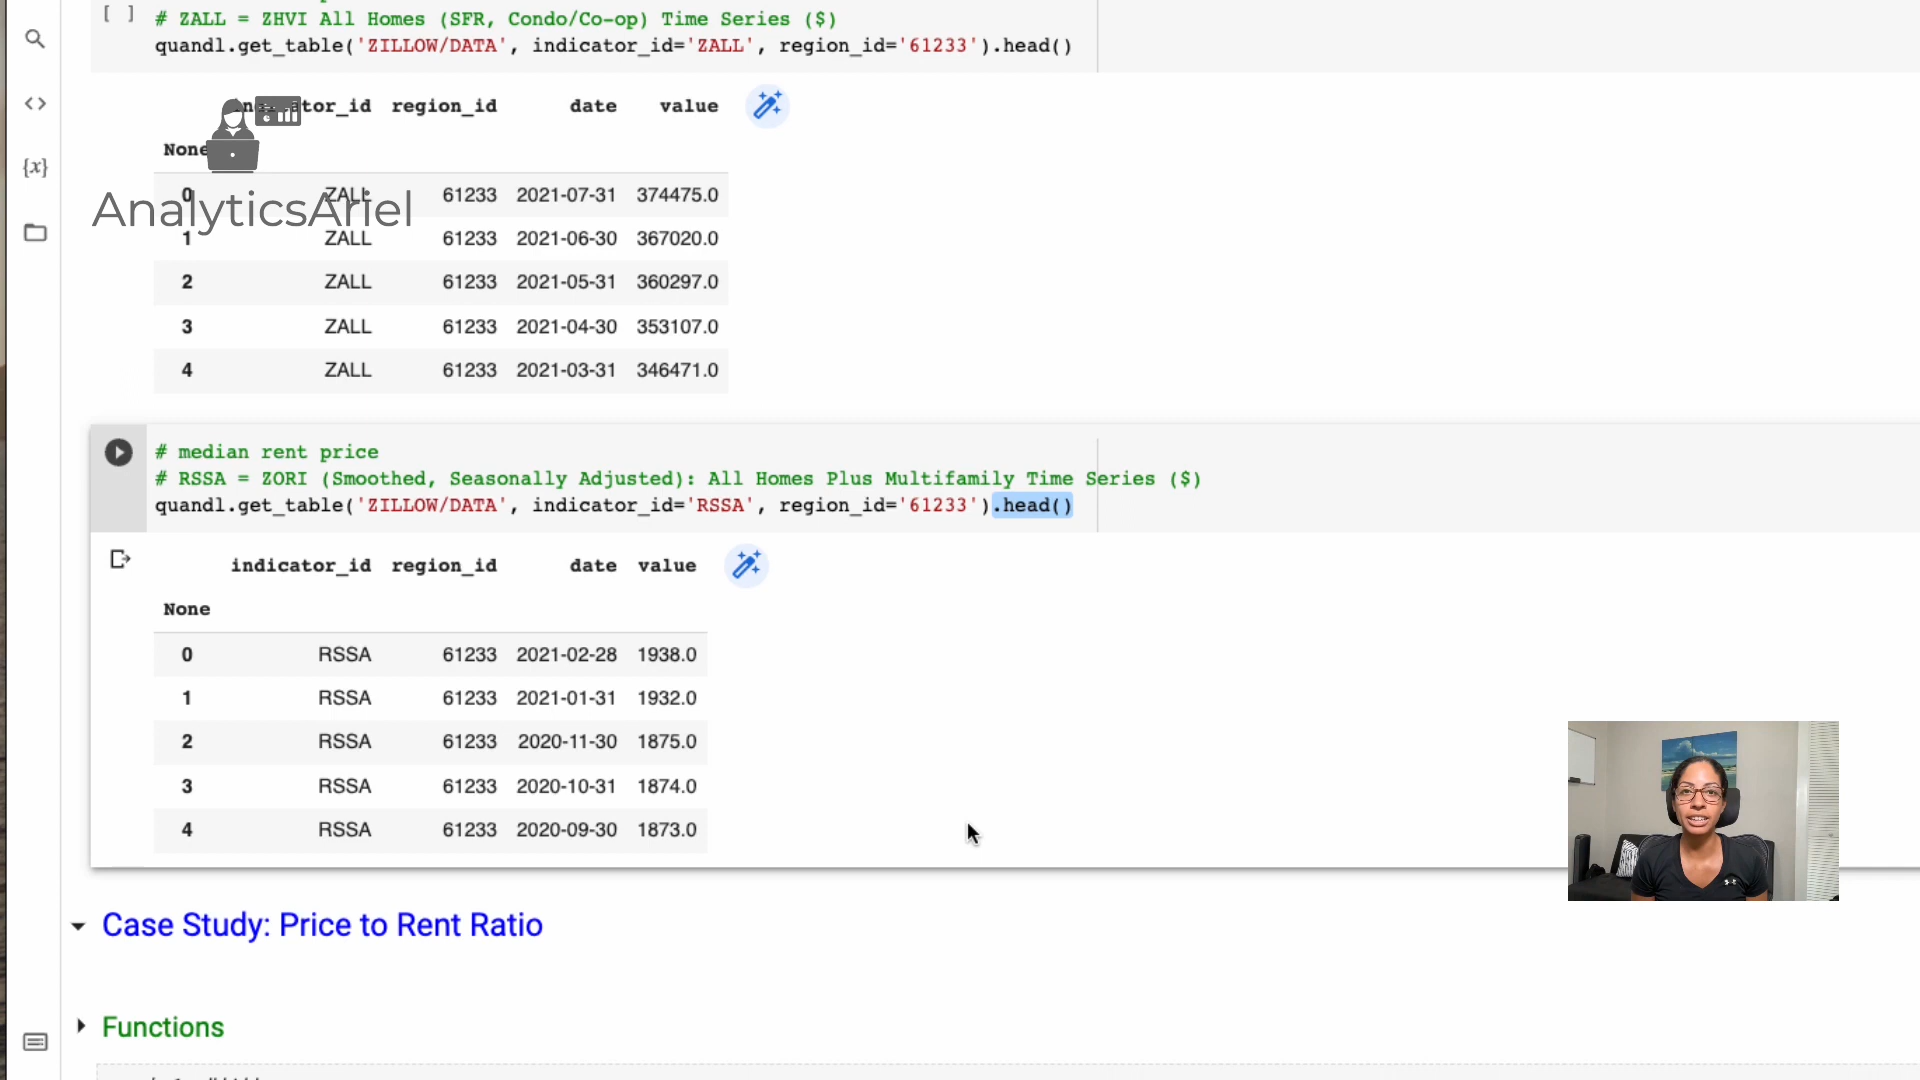 [ ]
# ZALL = ZHVI All Homes (SFR, Condo/Co-op) Time Series ($)
quandl.get_table('ZILLOW/DATA', indicator_id='ZALL', region_id='61233').head()
indicator_id region_id date value
None
0 ZALL 61233 2021-07-31 374475.0
AnalyticsAriel
1 ZALL 61233 2021-06-30 367020.0
2 ZALL 61233 2021-05-31 360297.0
3 ZALL 61233 2021-04-30 353107.0
4 ZALL 61233 2021-03-31 346471.0
{x}
# median rent price
# RSSA = ZORI (Smoothed, Seasonally Adjusted): All Homes Plus Multifamily Time Series ($)
quandl.get_table('ZILLOW/DATA', indicator_id='RSSA', region_id='61233').head()
indicator_id region_id date value
None
0 RSSA 61233 2021-02-28 1938.0
1 RSSA 61233 2021-01-31 1932.0
2 RSSA 61233 2020-11-30 1875.0
3 RSSA 61233 2020-10-31 1874.0
4 RSSA 61233 2020-09-30 1873.0
Case Study: Price to Rent Ratio
Functions